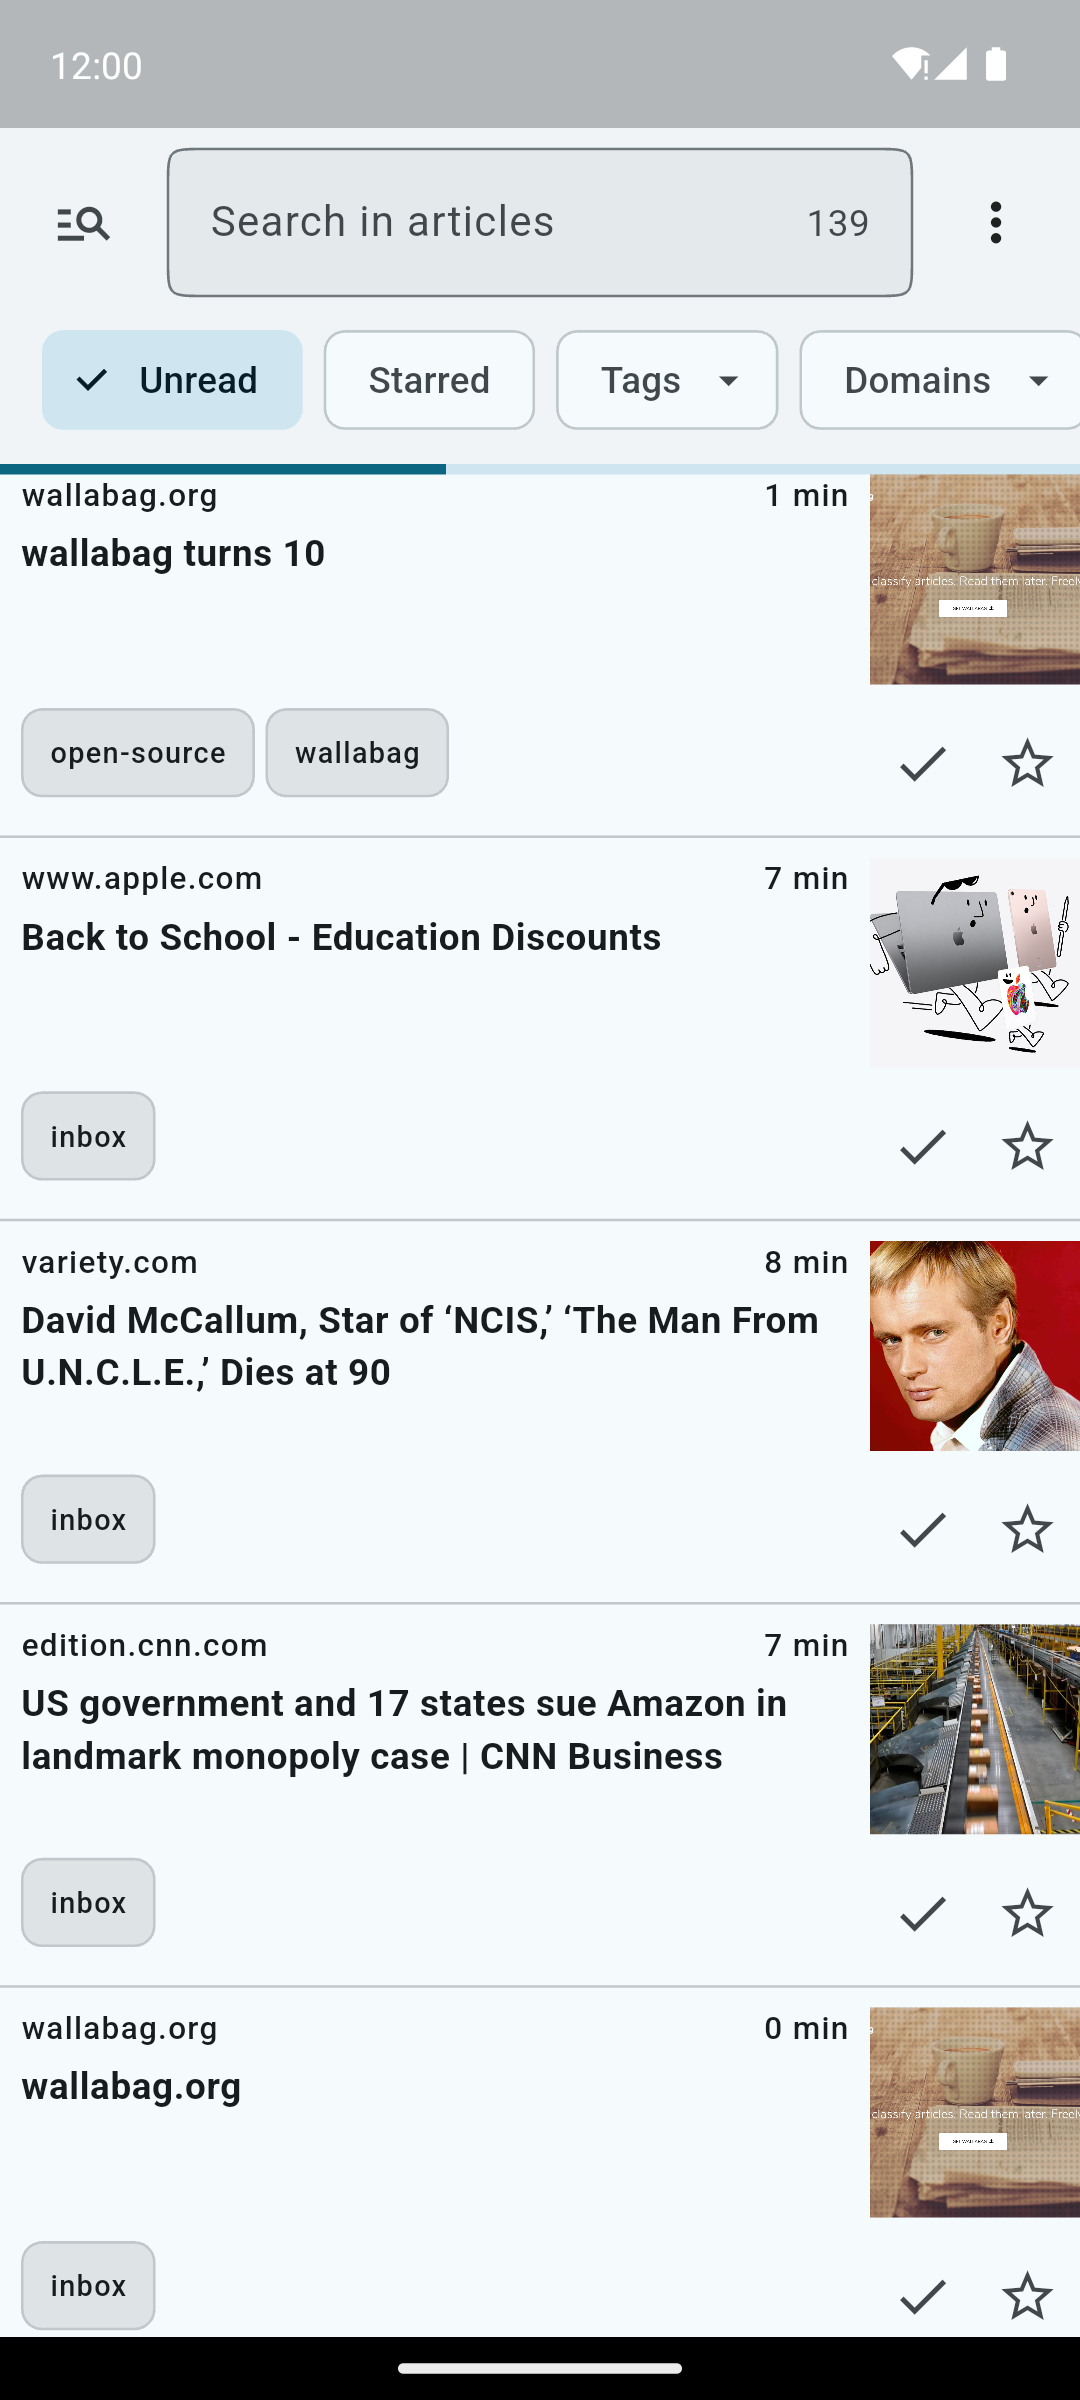 12:00
Search in articles 139
Unread Starred Tags Domains
wallabag.org 1 min
wallabag turns 10
classify articles. Read them later. Freely
open-source wallabag
www.apple.com 7 min
Back to School - Education Discounts
inbox
variety.com 8 min
David McCallum, Star of ‘NCIS,’ ‘The Man From
U.N.C.L.E.,’ Dies at 90
inbox
edition.cnn.com 7 min
US government and 17 states sue Amazon in
landmark monopoly case | CNN Business
inbox
wallabag.org 0 min
wallabag.org
classify articles. Read them later. Freely
inbox